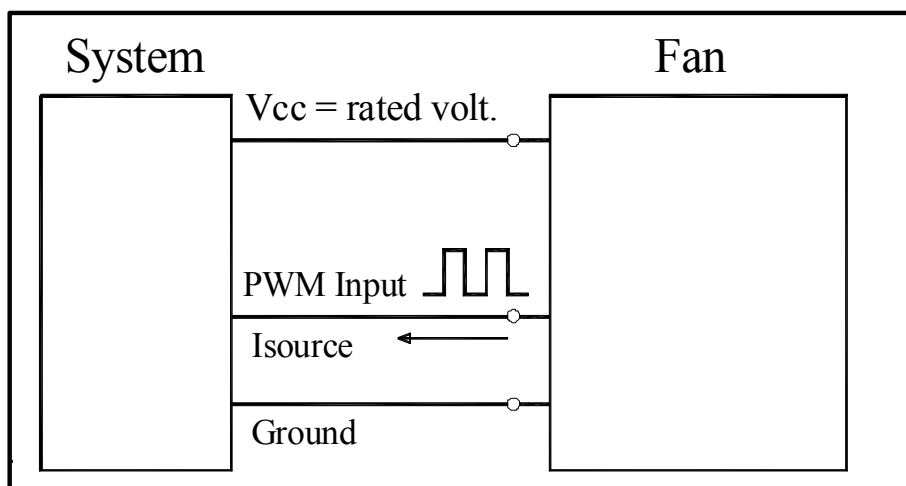 System
Fan
Vcc = rated volt.
PWM Input
Isource
Ground